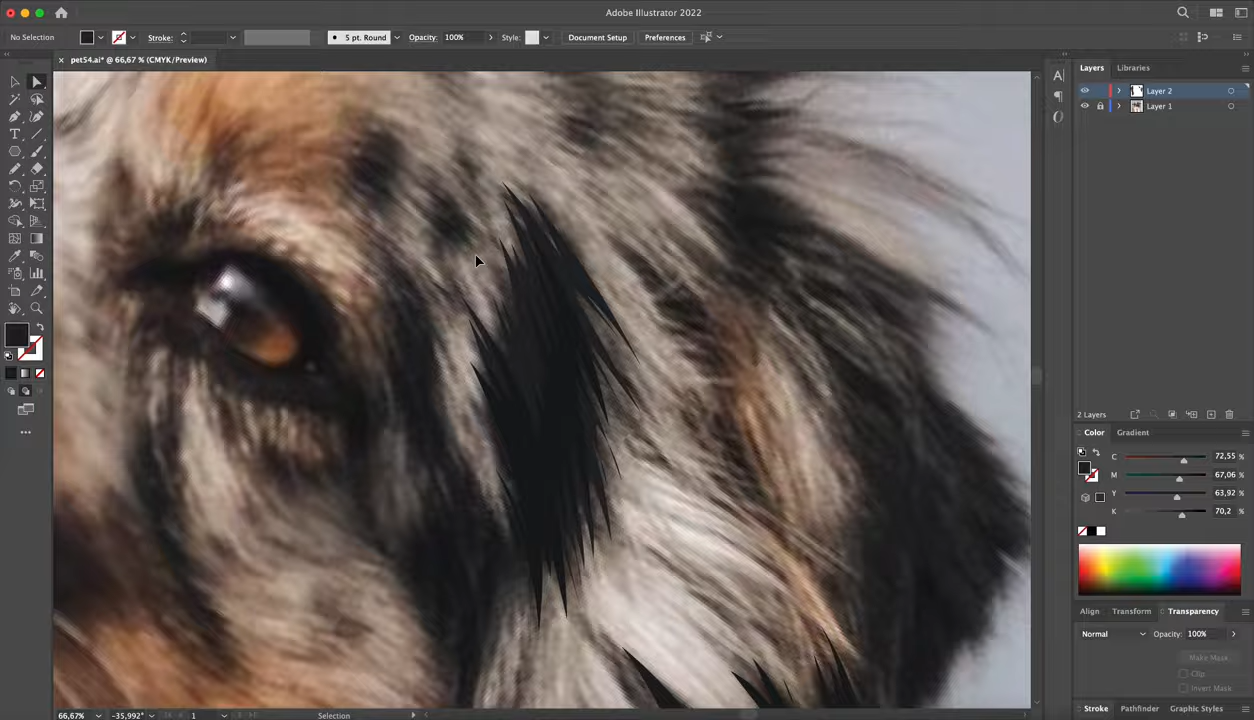 Adobe Illustrator 2022
No Selection
Stroke:
5 pt. Round
Opacity: 100%
Style:
Document Setup
Preferences
× pet54.ai* @ 66,67 % (CMYK/Preview)
Layers
Libraries
Layer 2
Layer 1
2 Layers
Color
Gradient
C 72,55 %
M 67,06 %
Y 63,92 %
K 70,2 %
Align
Transform
Transparency
Normal
Opacity: 100%
Make Mask
Clip
Invert Mask
Stroke
Pathfinder
Graphic Styles
66,67%
-35,992°
1
Selection